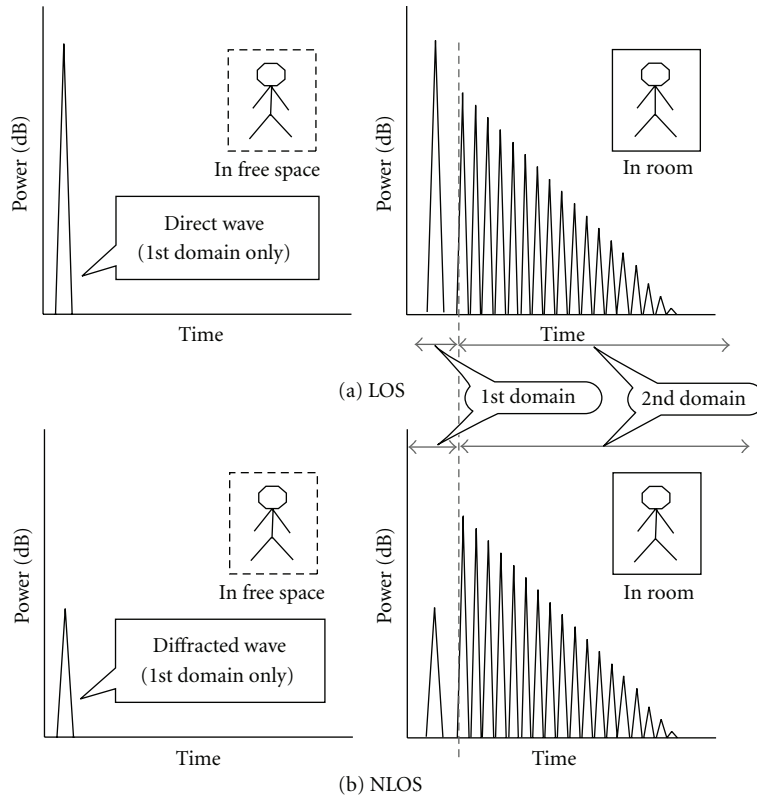 Power (dB)
In free space
Direct wave
(1st domain only)
Time
Power (dB)
In room
Time
(a) LOS
1st domain
2nd domain
Power (dB)
In free space
Diffracted wave
(1st domain only)
Time
Power (dB)
In room
Time
(b) NLOS